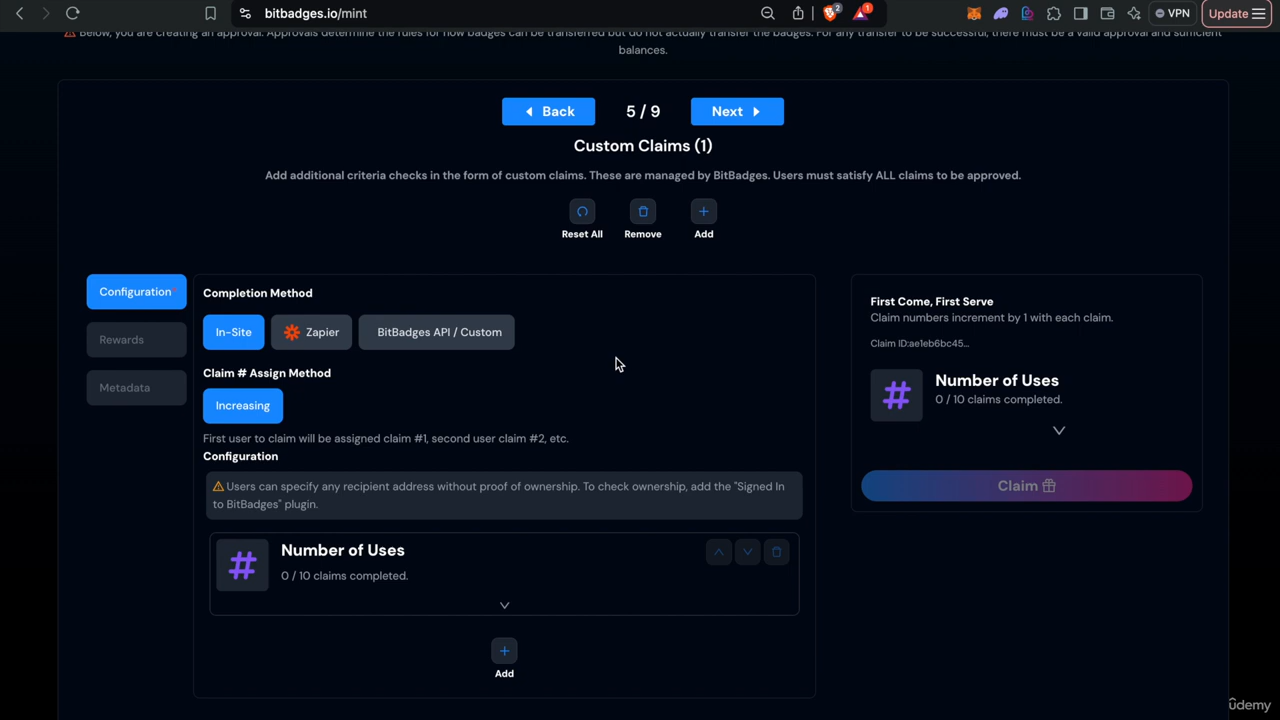 bitbadges.io/mint
2
1
VPN
Update
Below, you are creating an approval. Approvals determine the rules for how badges can be transferred but do not actually transfer the badges. For any transfer to be successful, there must be a valid approval and sufficient
balances.
Back
5 / 9
Next
Custom Claims (1)
Add additional criteria checks in the form of custom claims. These are managed by BitBadges. Users must satisfy ALL claims to be approved.
Reset All
Remove
Add
Configuration*
Rewards
Metadata
Completion Method
In-Site
Zapier
BitBadges API / Custom
Claim # Assign Method
Increasing
First user to claim will be assigned claim #1, second user claim #2, etc.
Configuration
Users can specify any recipient address without proof of ownership. To check ownership, add the "Signed In
to BitBadges" plugin.
Number of Uses
0 / 10 claims completed.
Add
First Come, First Serve
Claim numbers increment by 1 with each claim.
Claim ID:ae1eb6bc45...
Number of Uses
0 / 10 claims completed.
Claim
ûdemy